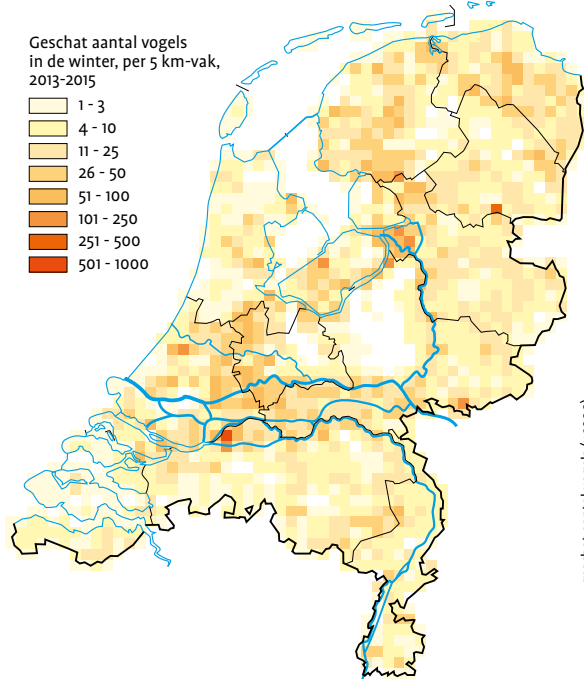 Geschat aantal vogels
in de winter, per 5 km-vak,
2013-2015
1 - 3
4 - 10
11 - 25
26 - 50
51 - 100
101 - 250
251 - 500
501 - 1000